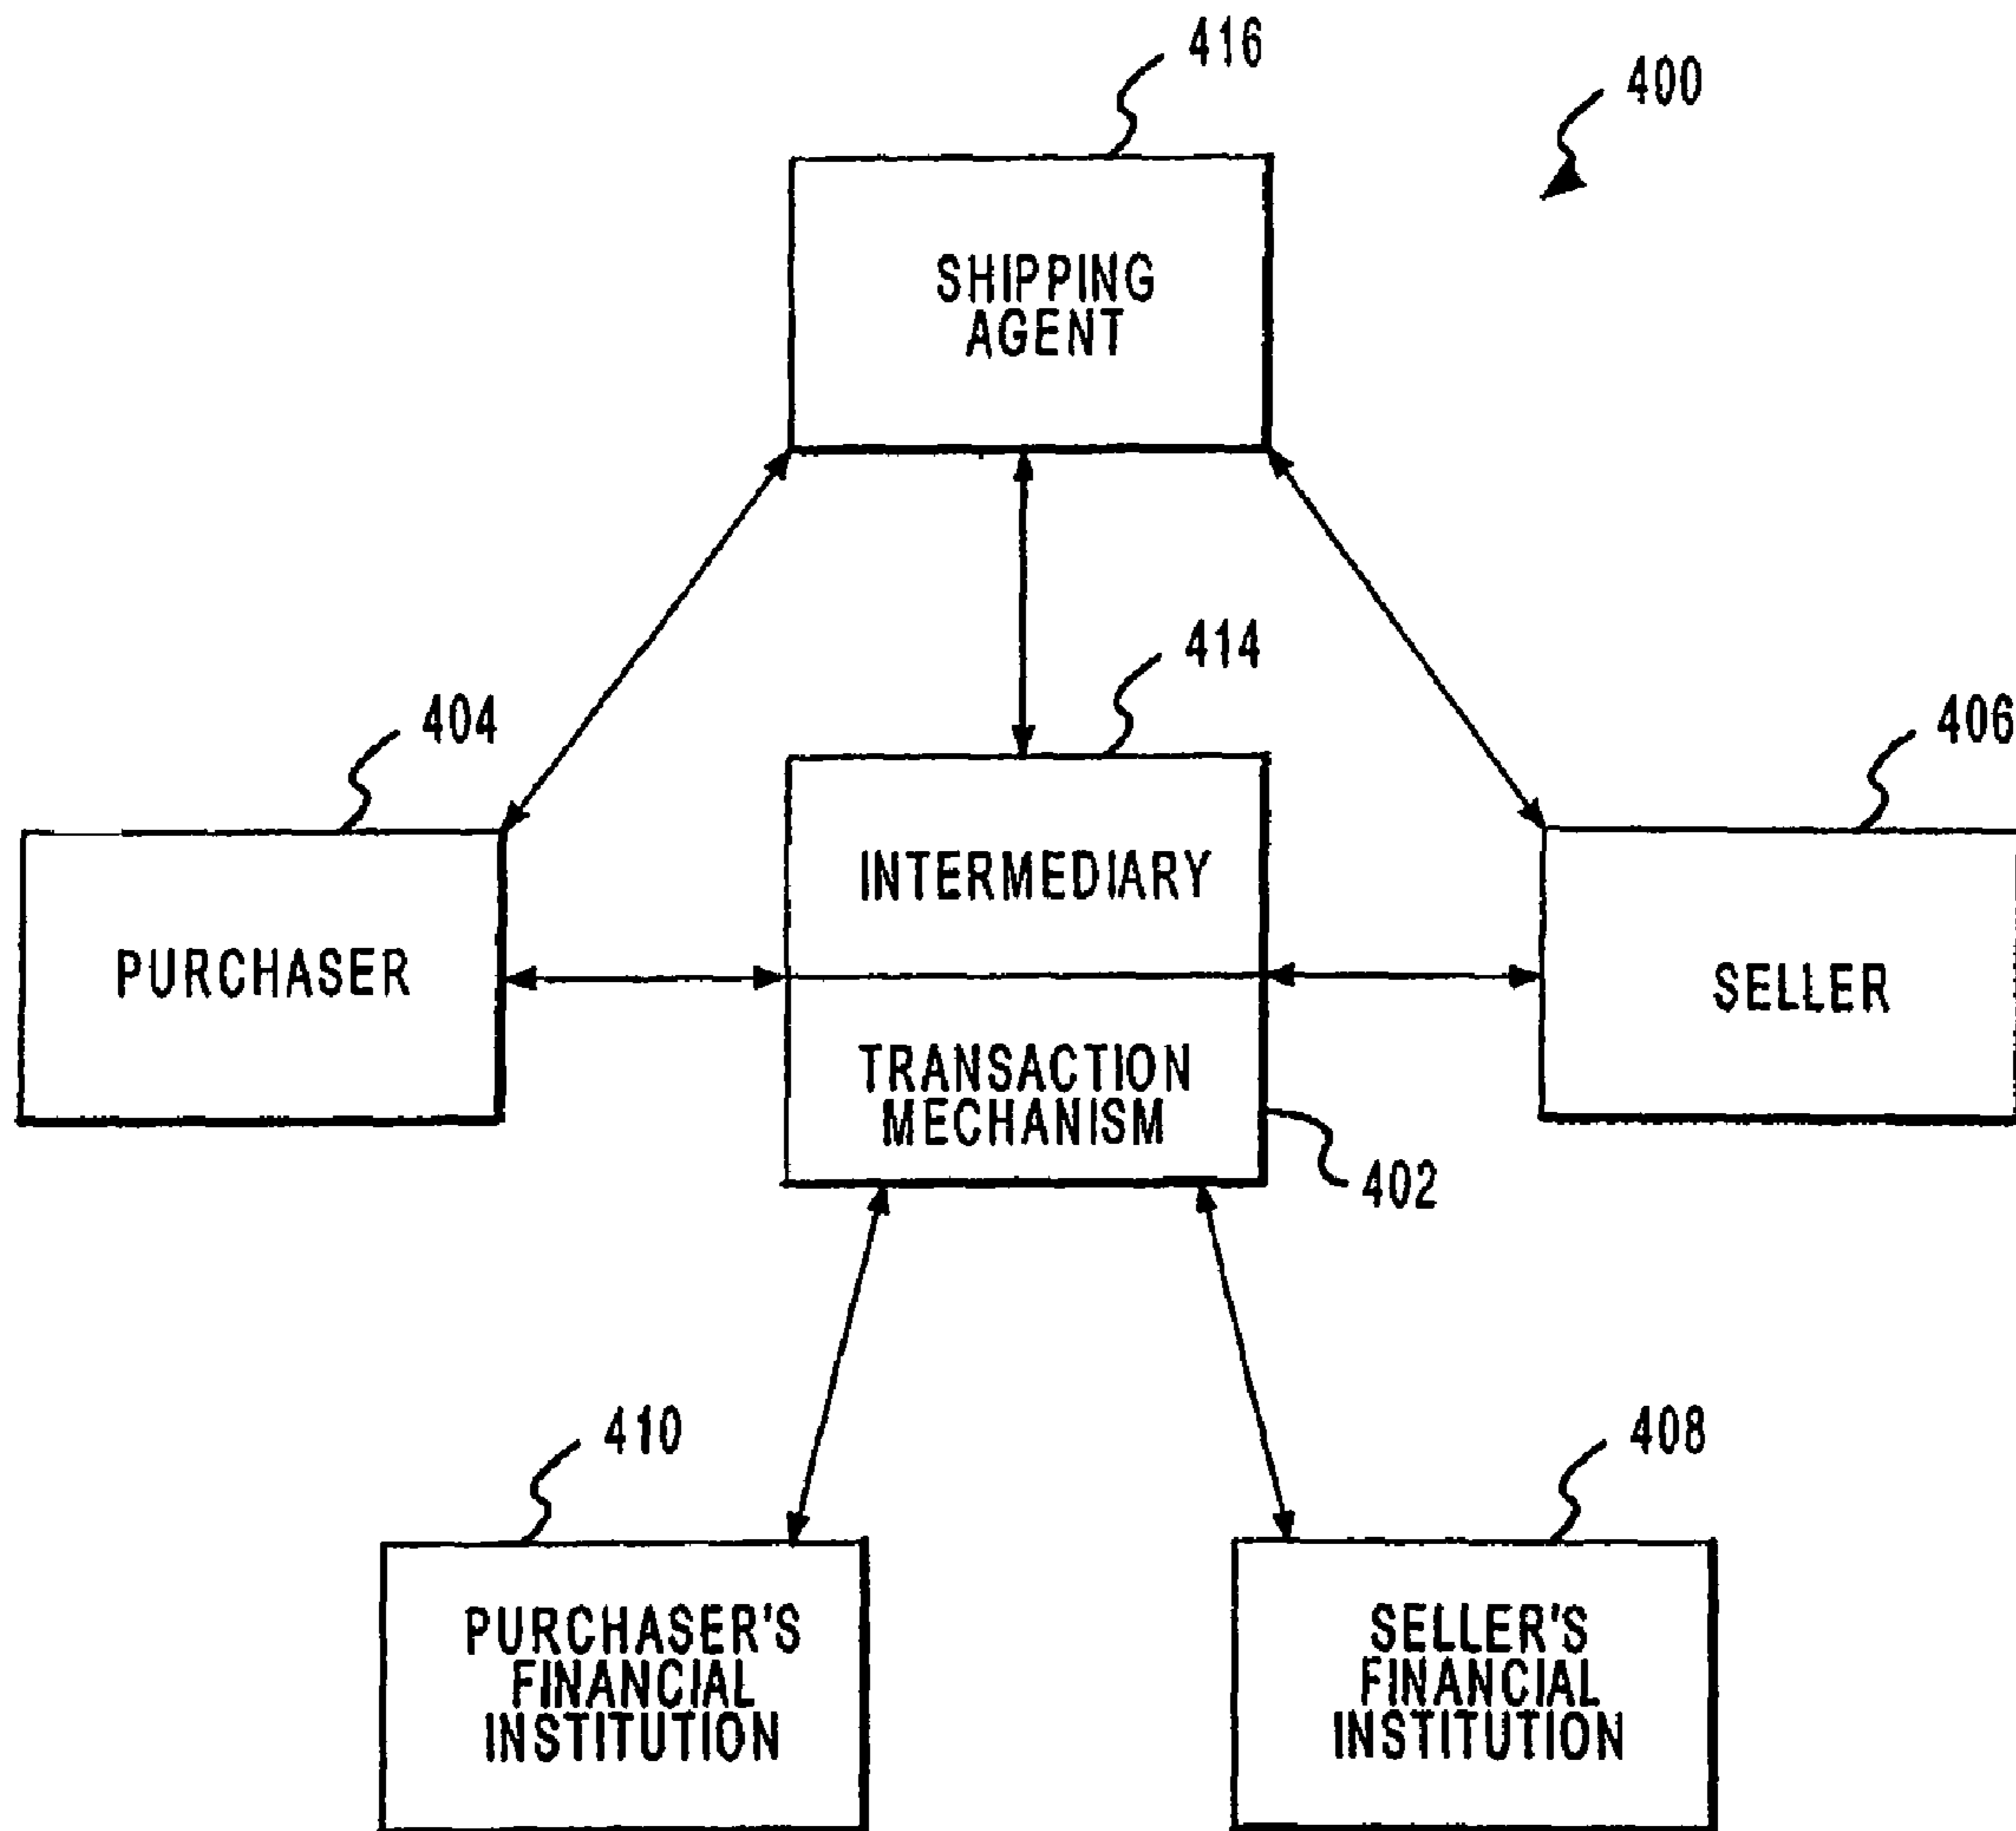 416
400
SHIPPING
AGENT
414
404
406
INTERMEDIARY
PURCHASER
SELLER
TRANSACTION
MECHANISM
402
410
408
PURCHASER'S
FINANCIAL
INSTITUTION
SELLER'S
FINANCIAL
INSTITUTION